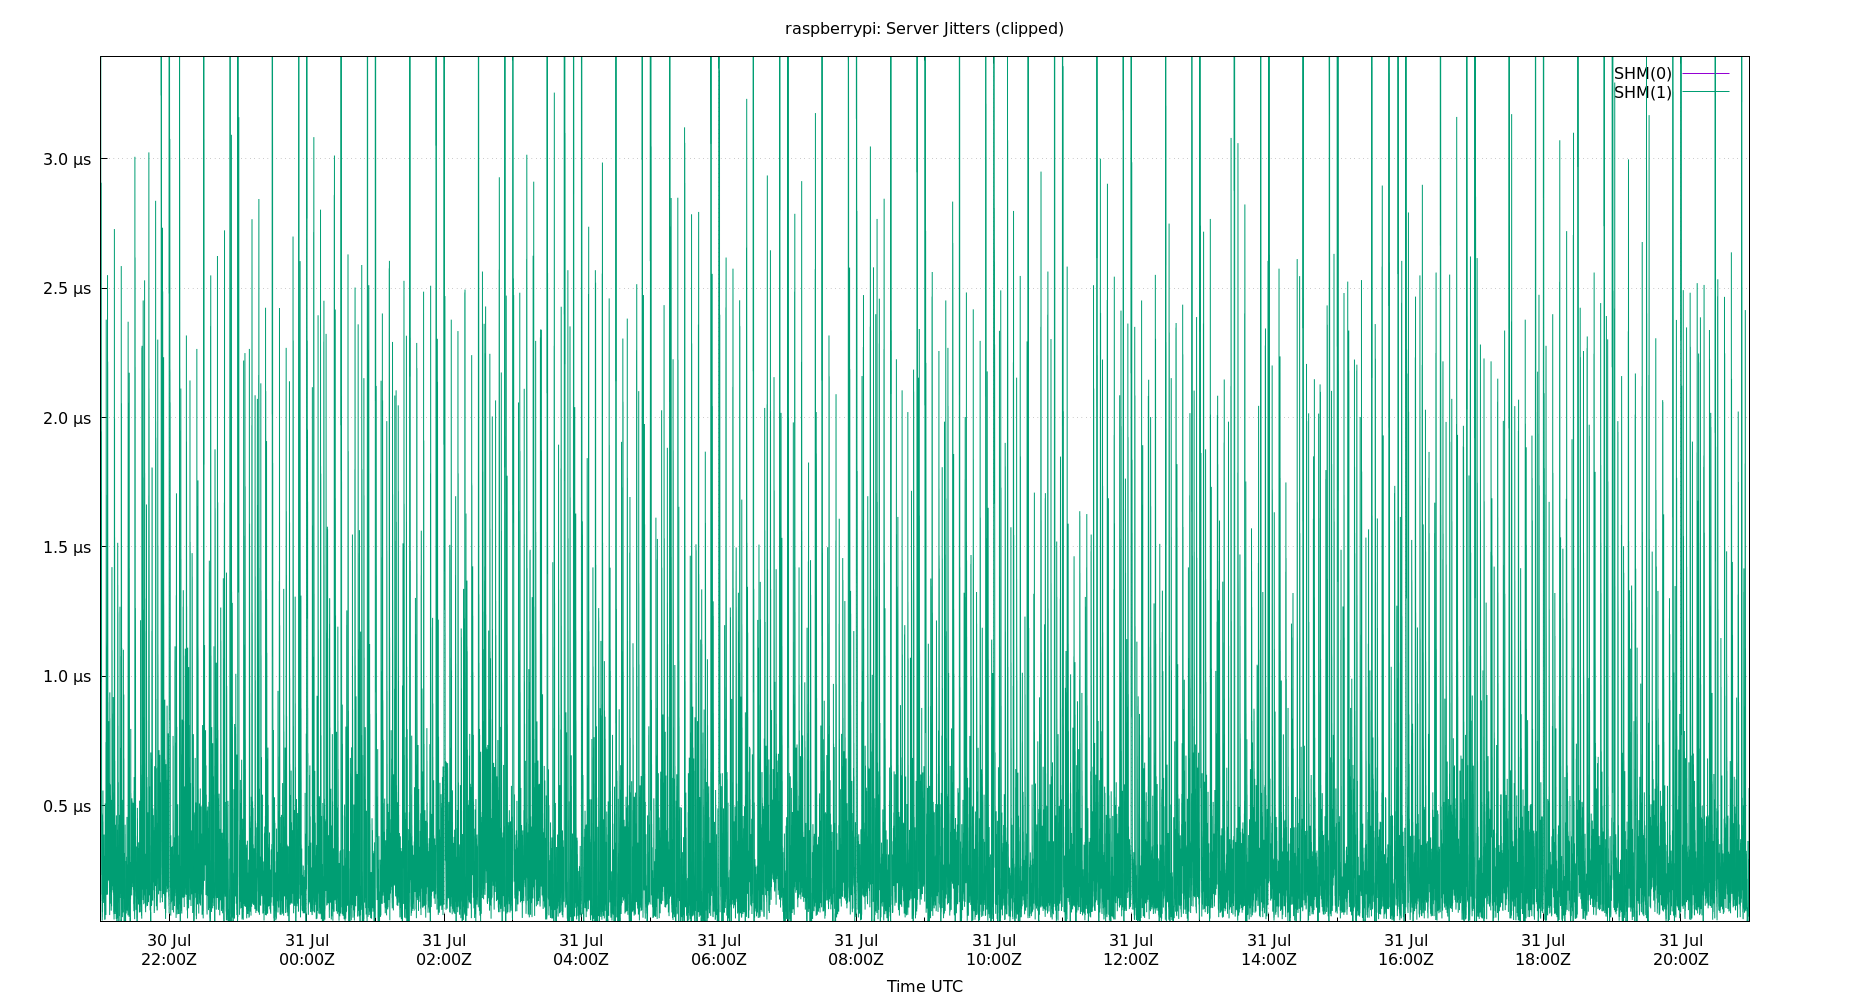 raspberrypi: Server Jitters (clipped)
SHM(0)
SHM(1)
3.0 µs
2.5 µs
2.0 µs
1.5 µs
1.0 µs
0.5 µs
30 Jul 31 Jul 31 Jul 31 Jul 31 Jul 31 Jul 31 Jul 31 Jul 31 Jul 31 Jul 31 Jul 31 Jul
22:00Z 00:00Z 02:00Z 04:00Z 06:00Z 08:00Z 10:00Z 12:00Z 14:00Z 16:00Z 18:00Z 20:00Z
Time UTC